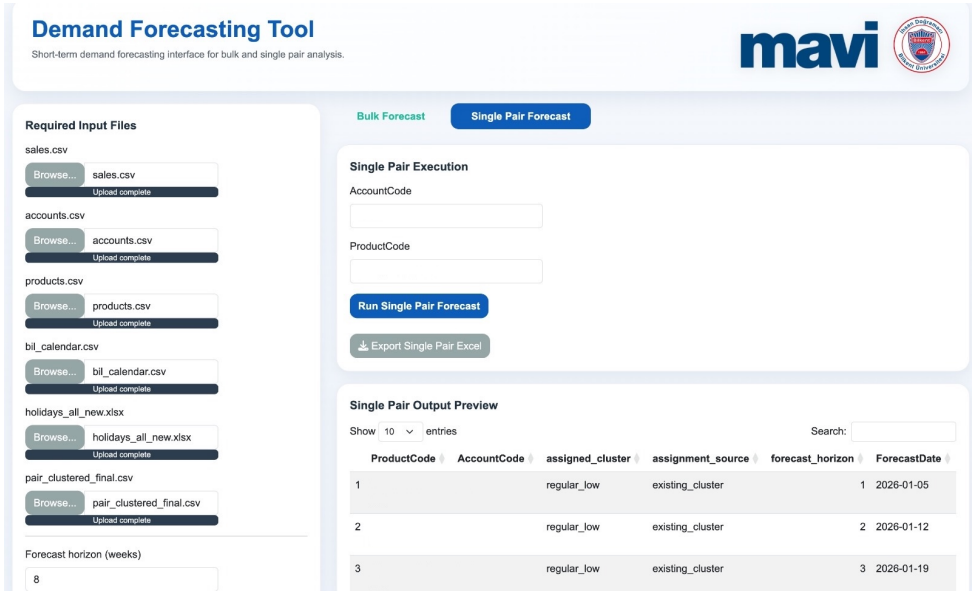 Demand Forecasting Tool
Short-term demand forecasting interface for bulk and single pair analysis.
mavi
Required Input Files
sales.csv
Browse... sales.csv
Upload complete
accounts.csv
Browse... accounts.csv
Upload complete
products.csv
Browse... products.csv
Upload complete
bil_calendar.csv
Browse... bil_calendar.csv
Upload complete
holidays_all_new.xlsx
Browse... holidays_all_new.xlsx
Upload complete
pair_clustered_final.csv
Browse... pair_clustered_final.csv
Upload complete
Forecast horizon (weeks)
8
Bulk Forecast Single Pair Forecast
Single Pair Execution
AccountCode
ProductCode
Run Single Pair Forecast
Export Single Pair Excel
Single Pair Output Preview
Show 10 entries Search:
ProductCode AccountCode assigned_cluster assignment_source forecast_horizon ForecastDate
1 regular_low existing_cluster 1 2026-01-05
2 regular_low existing_cluster 2 2026-01-12
3 regular_low existing_cluster 3 2026-01-19